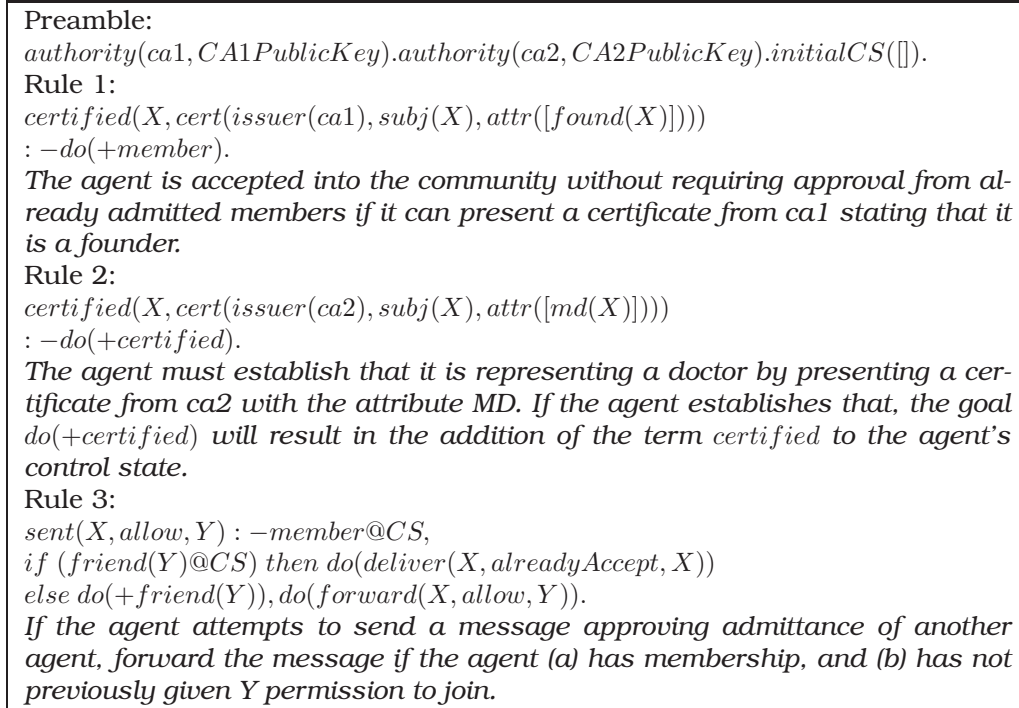 Preamble:
authority(ca1, CA1PublicKey).authority(ca2, CA2PublicKey).initialCS([]).
Rule 1:
certified(X, cert(issuer(ca1), subj(X), attr([found(X)])))
: −do(+member).
The agent is accepted into the community without requiring approval from al-
ready admitted members if it can present a certificate from ca1 stating that it
is a founder.
Rule 2:
certified(X, cert(issuer(ca2), subj(X), attr([md(X)])))
: −do(+certified).
The agent must establish that it is representing a doctor by presenting a cer-
tificate from ca2 with the attribute MD. If the agent establishes that, the goal
do(+certified) will result in the addition of the term certified to the agent's
control state.
Rule 3:
sent(X, allow, Y) : −member@CS,
if (friend(Y)@CS) then do(deliver(X, alreadyAccept, X))
else do(+friend(Y)), do(forward(X, allow, Y)).
If the agent attempts to send a message approving admittance of another
agent, forward the message if the agent (a) has membership, and (b) has not
previously given Y permission to join.